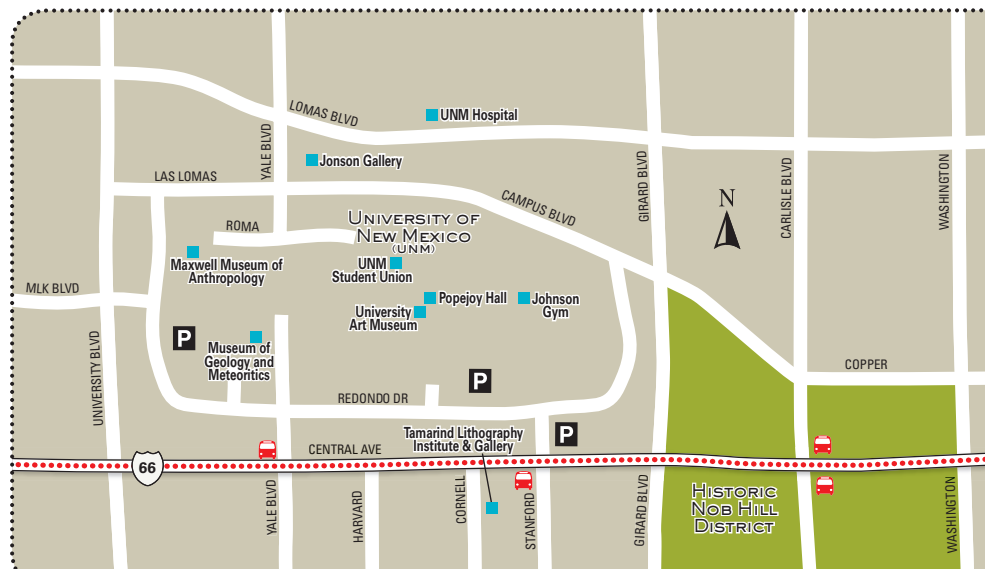 LOMAS BLVD
UNM Hospital
YALE BLVD
Jonson Gallery
GIRARD BLVD
CARLISLE BLVD
WASHINGTON
LAS LOMAS
CAMPUS BLVD
N
ROMA
UNIVERSITY OF
NEW MEXICO
(UNM)
Maxwell Museum of
Anthropology
UNM
Student Union
MLK BLVD
Popejoy Hall
Johnson
Gym
University
Art Museum
P
Museum of
Geology and
Meteoritics
UNIVERSITY BLVD
COPPER
P
REDONDO DR
P
Tamarind Lithography
Institute & Gallery
CENTRAL AVE
66
YALE BLVD
HARVARD
CORNELL
STANFORD
GIRARD BLVD
HISTORIC
NOB HILL
DISTRICT
WASHINGTON